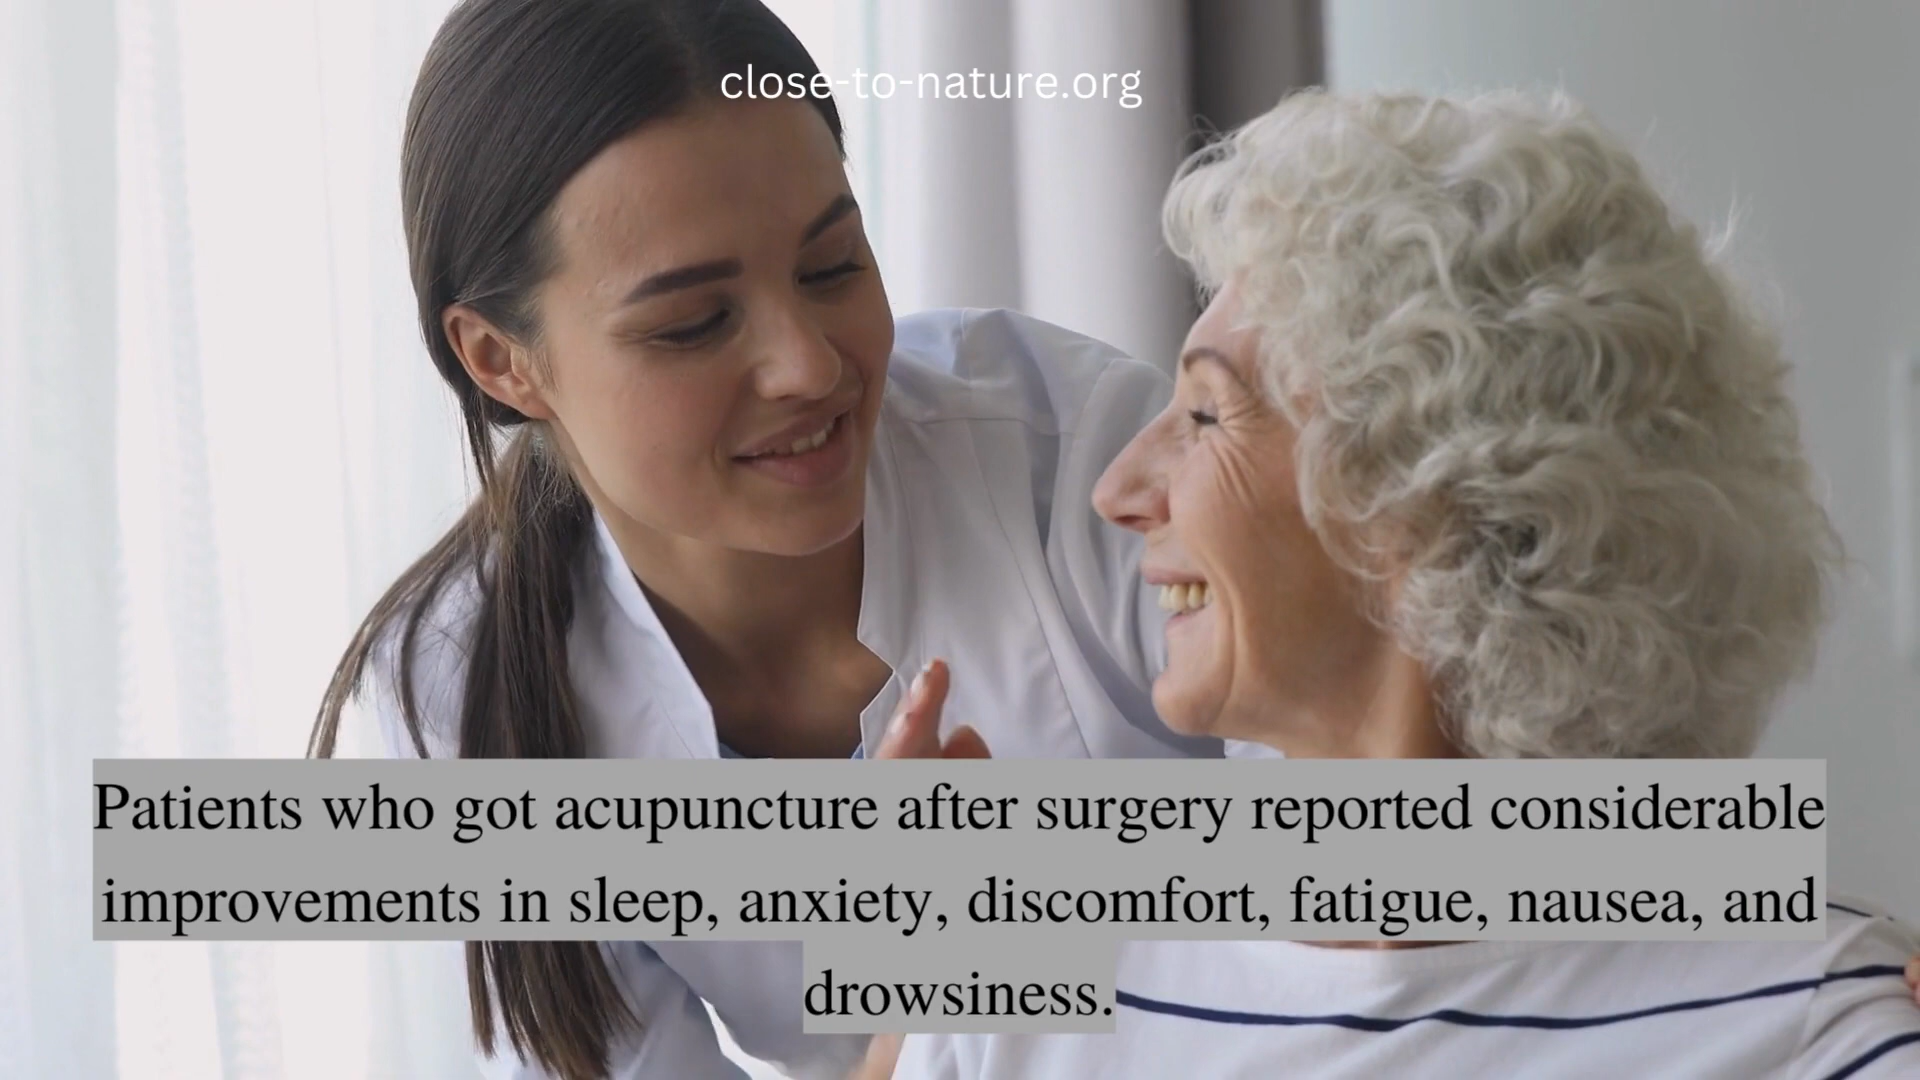 close-to-nature.org
Patients who got acupuncture after surgery reported considerable
improvements in sleep, anxiety, discomfort, fatigue, nausea, and
drowsiness.